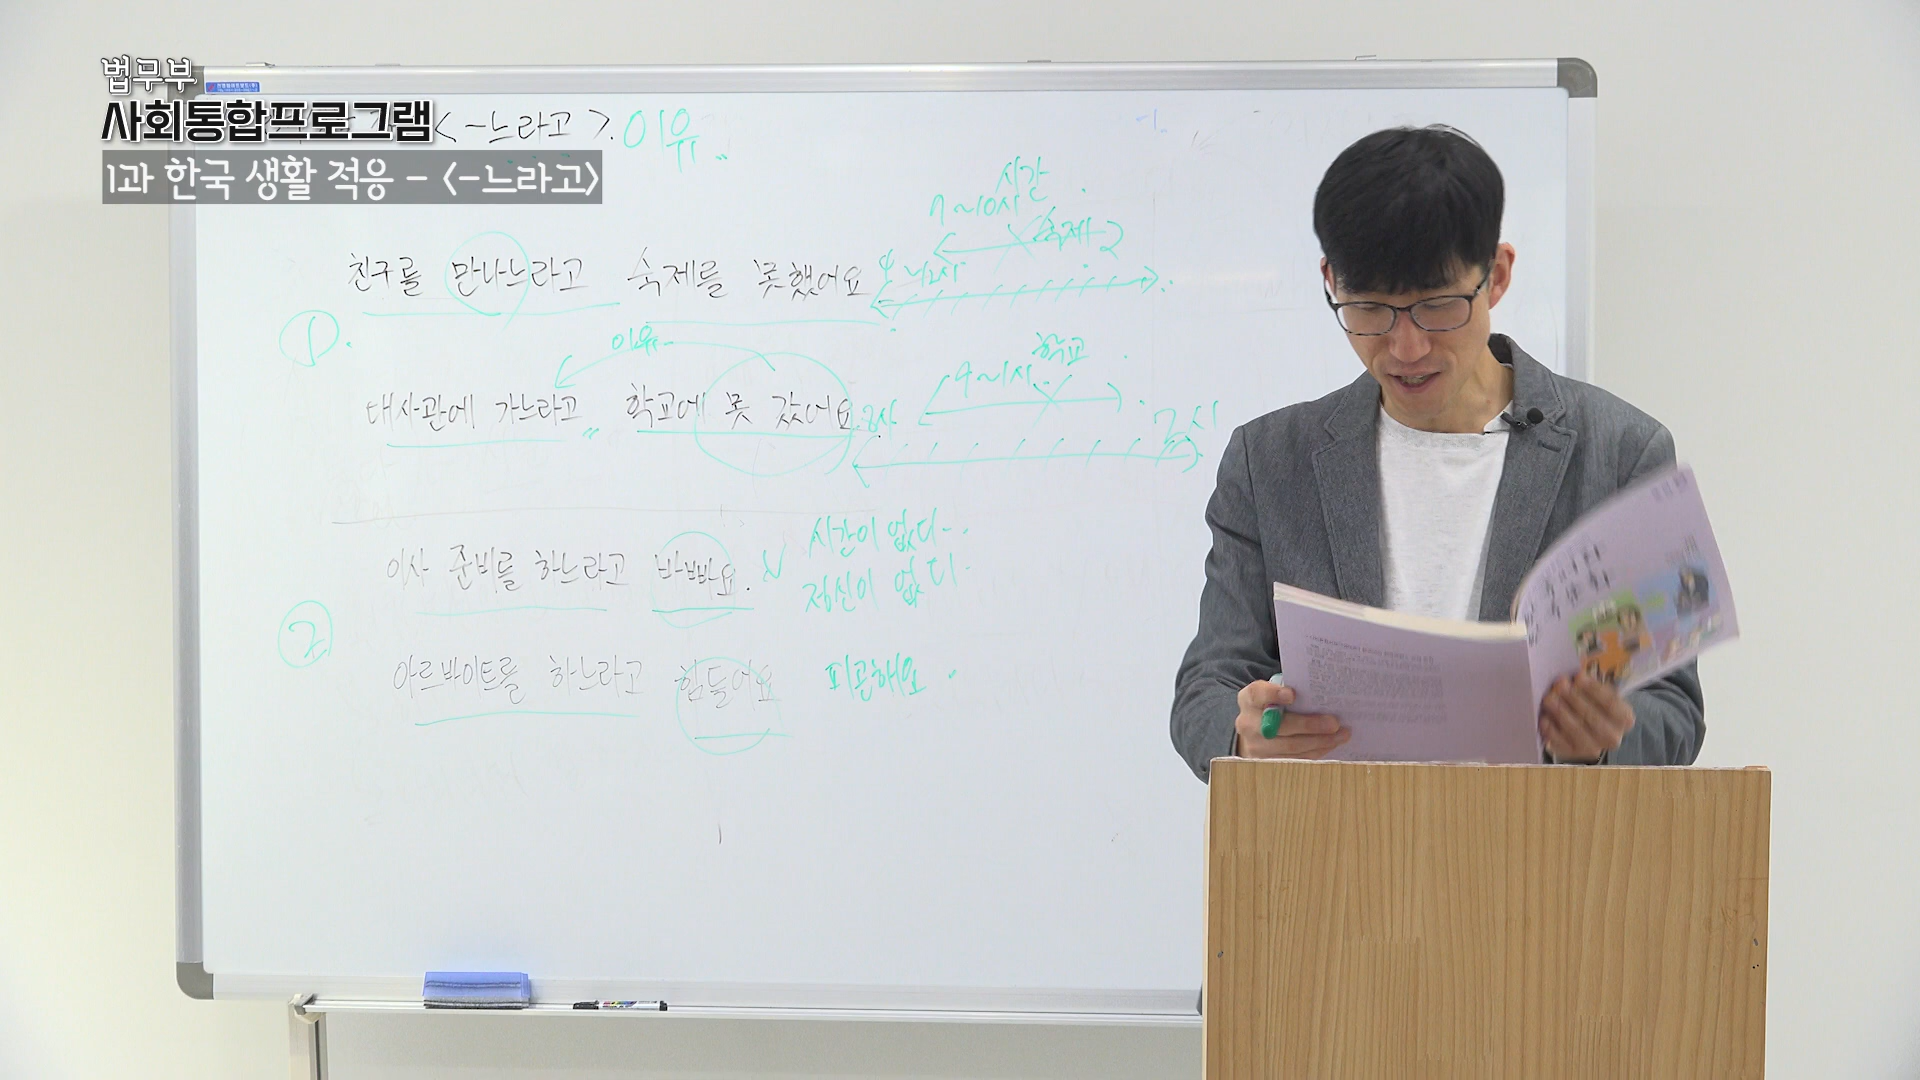 법무부
사회통합프로그램
1과 한국 생활 적응 - <-느라고>
<-느라고>. 이유
시간
7~10시
숙제 2
친구를 만나느라고 숙제를 못했어요
①.
이유
학교
9~1시
대사관에 가느라고 학교에 못 갔어요. 8시
2시
이사 준비를 하느라고 바빠요.
시간이 없다
정신이 없다
②
아르바이트를 하느라고 힘들어요 피곤해요.